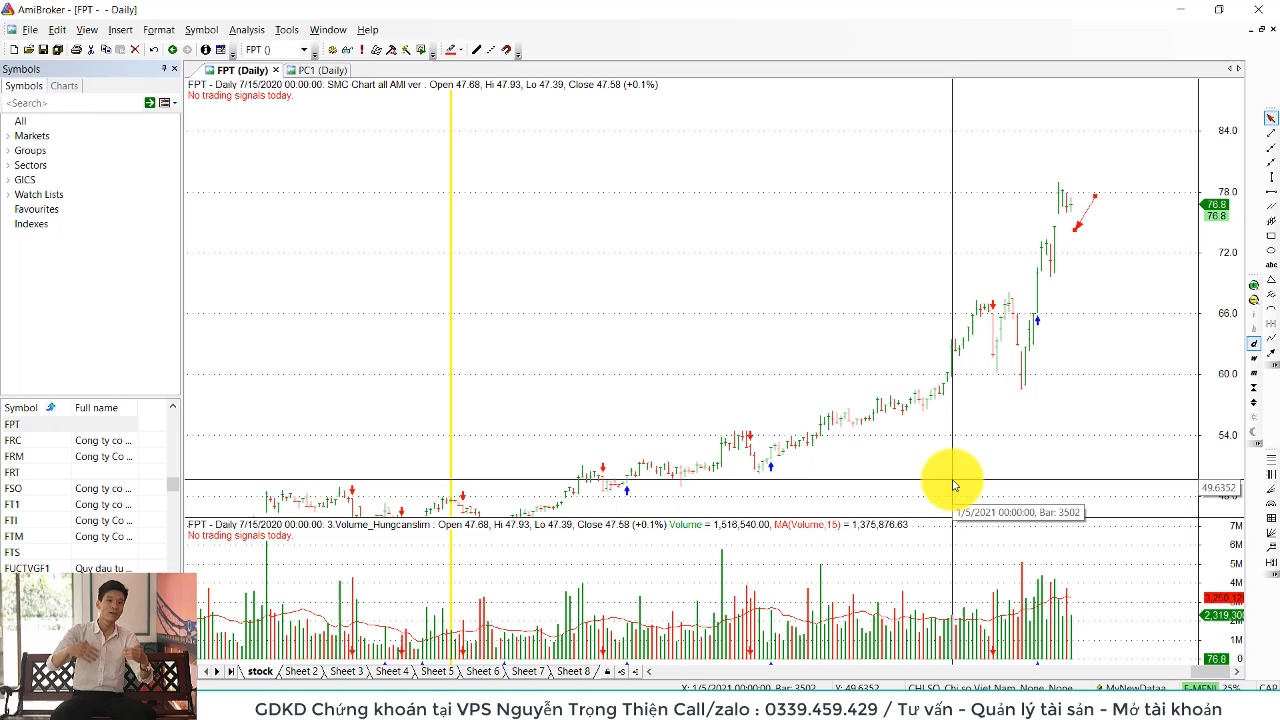 AmiBroker - [FPT - - Daily]
File Edit View Insert Format Symbol Analysis Tools Window Help
FPT ()
Symbols
FPT (Daily) PC1 (Daily)
Symbols Charts
<Search>
All
Markets
Groups
Sectors
GICS
Watch Lists
Favourites
Indexes
FPT - Daily 7/15/2020 00:00:00: SMC Chart all AMI ver : Open 47.68, Hi 47.93, Lo 47.39, Close 47.58 (+0.1%)
No trading signals today.
84.0
78.0
76.8
76.8
72.0
66.0
60.0
54.0
49.6352
1/5/2021 00:00:00, Bar: 3502
Symbol Full name
FPT
FRC Cong ty co ...
FRM Cong ty co ...
FRT
FSO Cong ty co ...
FT1 Cong ty co ...
FTI Cong ty co ...
FTM Cong ty co ...
FTS
FUCTVGF1 Quy dau tu
FPT - Daily 7/15/2020 00:00:00: 3.Volume_Hungcanslim : Open 47.68, Hi 47.93, Lo 47.39, Close 47.58 (+0.1%) Volume = 1,516,540.00, MA(Volume,15) = 1,375,876.63
No trading signals today.
7M
6M
5M
4M
2,319,300
1M
76.8 0
stock Sheet 2 Sheet 3 Sheet 4 Sheet 5 Sheet 6 Sheet 7 Sheet 8
X: 1/5/2021 00:00:00, Bar: 3502 Y: 49.6352 CHI SO, Chi so Viet Nam, None, None, MyNewDataa E-MENI 25% CAP
GDKD Chứng khoán tại VPS Nguyễn Trọng Thiện Call/zalo : 0339.459.429 / Tư vấn - Quản lý tài sản - Mở tài khoản